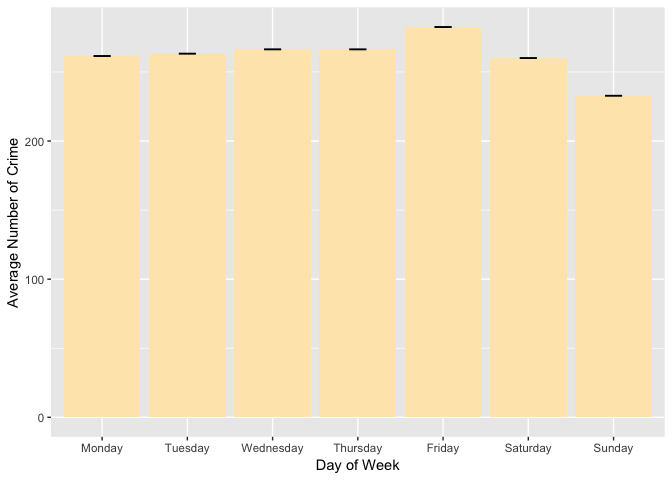 Average Number of Crime
200
100
0
Monday Tuesday Wednesday Thursday Friday Saturday Sunday
Day of Week